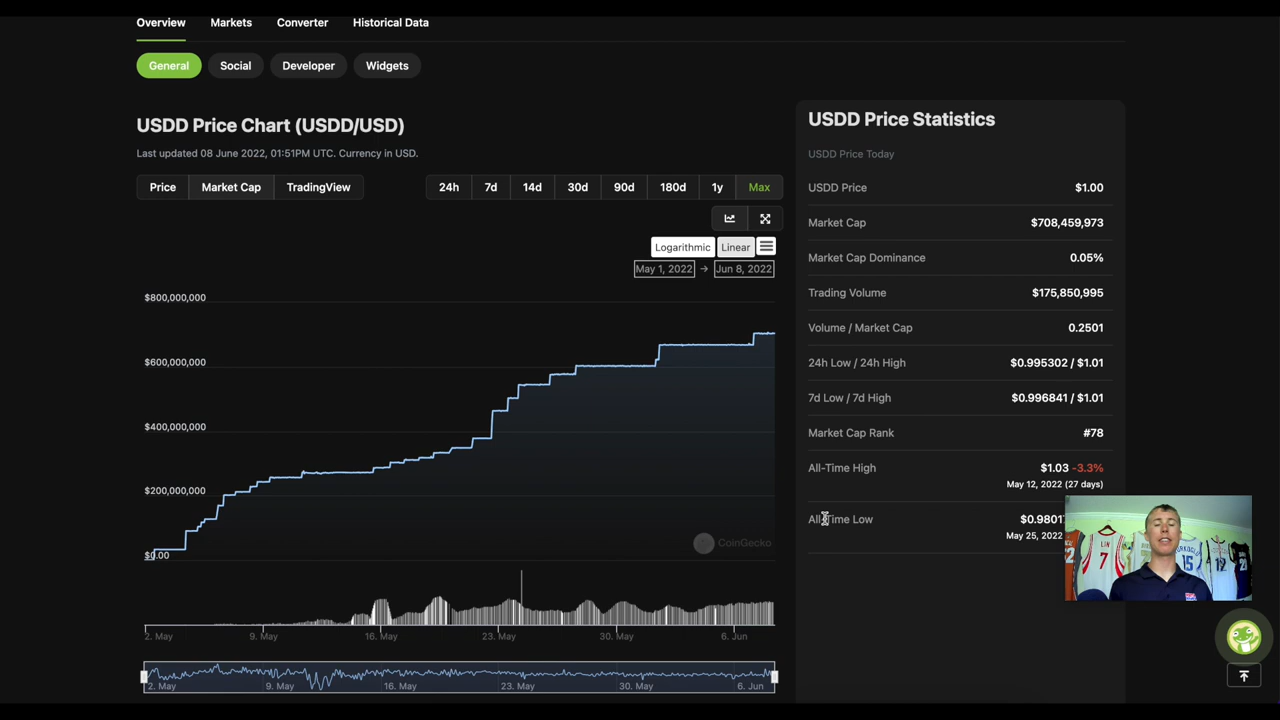 Overview Markets Converter Historical Data
General Social Developer Widgets
USDD Price Chart (USDD/USD)
Last updated 08 June 2022, 01:51PM UTC. Currency in USD.
Price Market Cap TradingView 24h 7d 14d 30d 90d 180d 1y Max
Logarithmic Linear
May 1, 2022 → Jun 8, 2022
$800,000,000
$600,000,000
$400,000,000
$200,000,000
$0.00
CoinGecko
2. May 9. May 16. May 23. May 30. May 6. Jun
2. May 9. May 16. May 23. May 30. May 6. Jun
USDD Price Statistics
USDD Price Today
USDD Price $1.00
Market Cap $708,459,973
Market Cap Dominance 0.05%
Trading Volume $175,850,995
Volume / Market Cap 0.2501
24h Low / 24h High $0.995302 / $1.01
7d Low / 7d High $0.996841 / $1.01
Market Cap Rank #78
All-Time High $1.03 -3.3%
May 12, 2022 (27 days)
All-Time Low
May 25, 2022
LIN
7
15